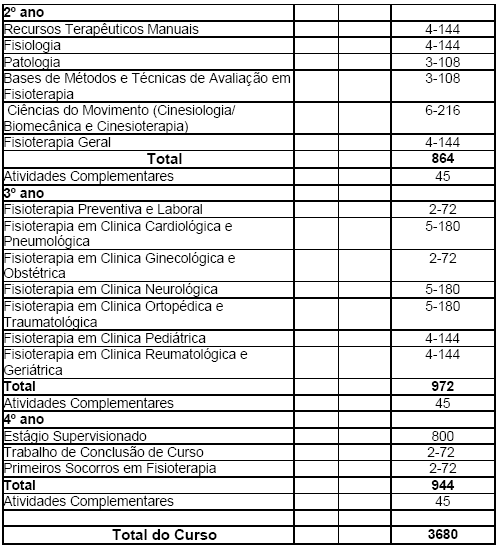 2º ano
Recursos Terapêuticos Manuais 4-144
Fisiologia 4-144
Patologia 3-108
Bases de Métodos e Técnicas de Avaliação em 3-108
Fisioterapia
Ciências do Movimento (Cinesiologia/ 6-216
Biomecânica e Cinesioterapia)
Fisioterapia Geral 4-144
Total 864
Atividades Complementares 45
3º ano
Fisioterapia Preventiva e Laboral 2-72
Fisioterapia em Clinica Cardiológica e 5-180
Pneumológica
Fisioterapia em Clinica Ginecológica e 2-72
Obstétrica
Fisioterapia em Clinica Neurológica 5-180
Fisioterapia em Clinica Ortopédica e 5-180
Traumatológica
Fisioterapia em Clinica Pediátrica 4-144
Fisioterapia em Clinica Reumatológica e 4-144
Geriátrica
Total 972
Atividades Complementares 45
4º ano
Estágio Supervisionado 800
Trabalho de Conclusão de Curso 2-72
Primeiros Socorros em Fisioterapia 2-72
Total 944
Atividades Complementares 45
Total do Curso 3680